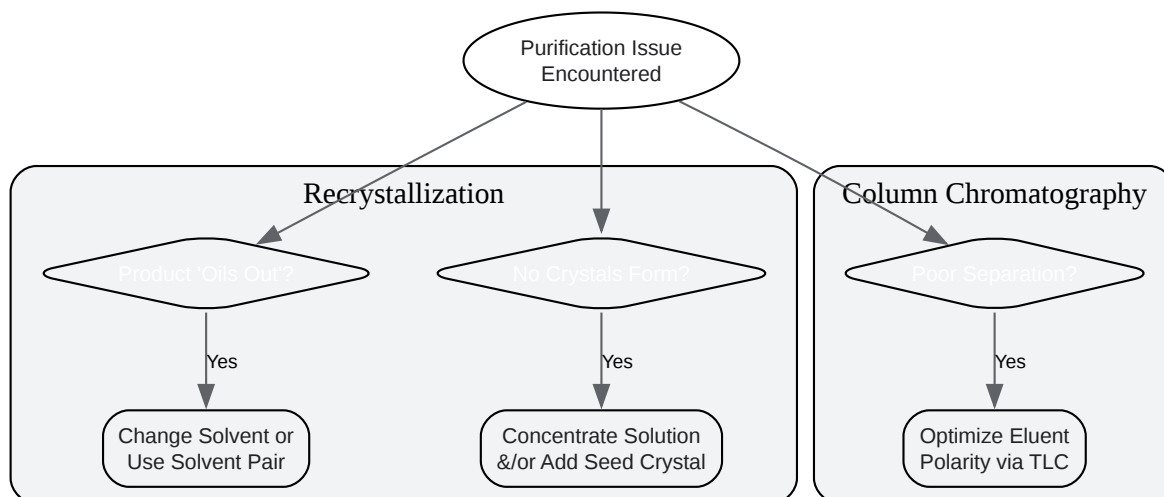 Purification Issue
Encountered
Recrystallization
Column Chromatography
Product 'Oils Out'?
No Crystals Form?
Poor Separation?
Yes
Yes
Yes
Change Solvent or
Use Solvent Pair
Concentrate Solution
&/or Add Seed Crystal
Optimize Eluent
Polarity via TLC